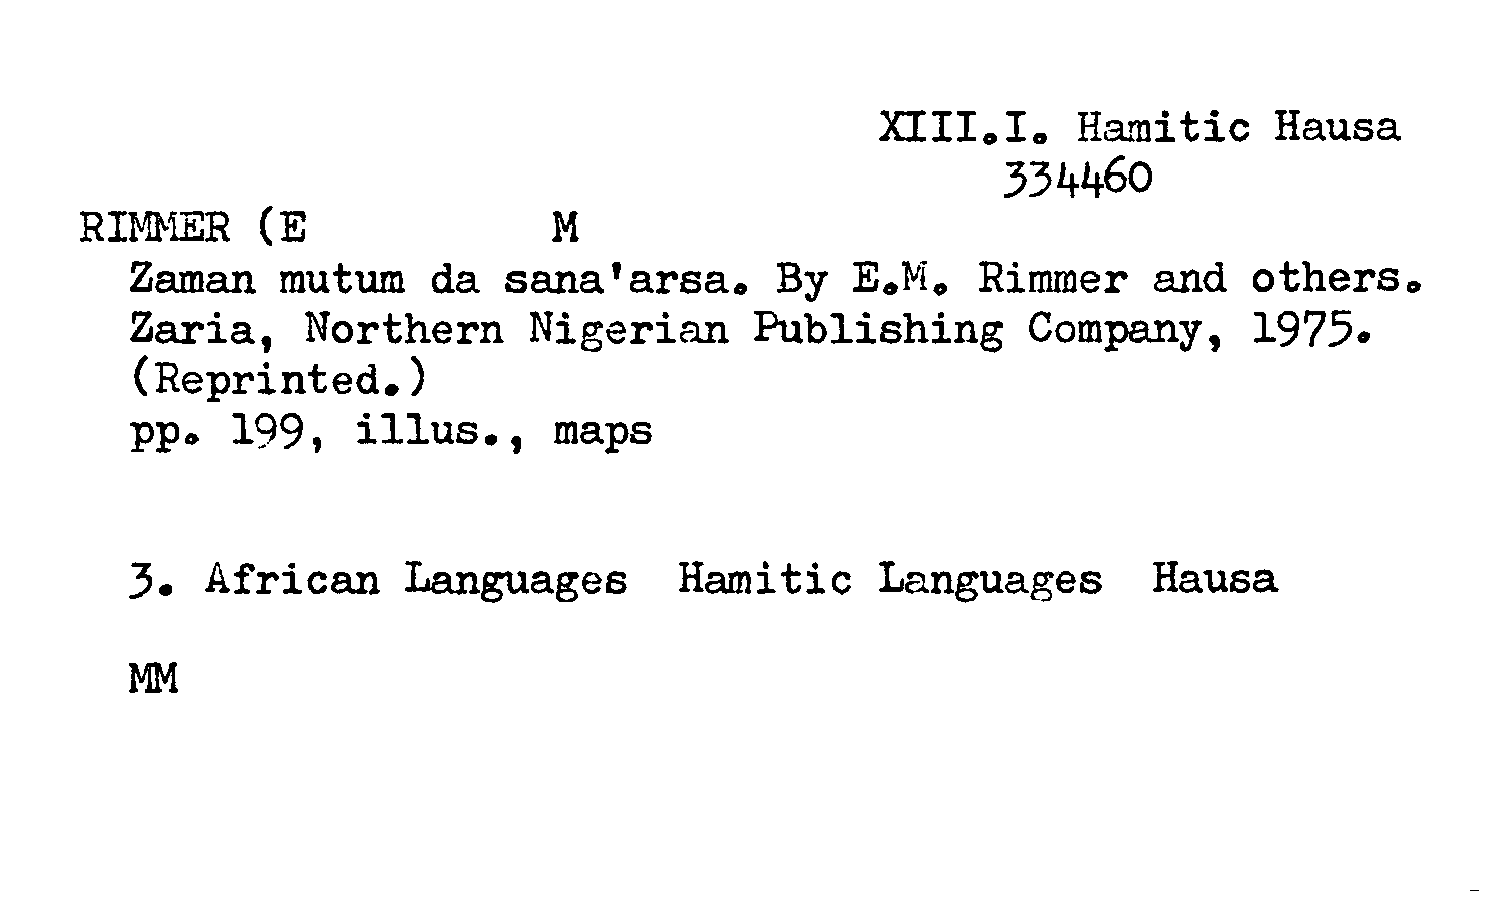 XIII.I. Hamitic Hausa
334460
RIMMER (E M
Zaman mutum da sana'arsa. By E.M. Rimmer and others.
Zaria, Northern Nigerian Publishing Company, 1975.
(Reprinted.)
pp. 199, illus., maps
3. African Languages Hamitic Languages Hausa
MM